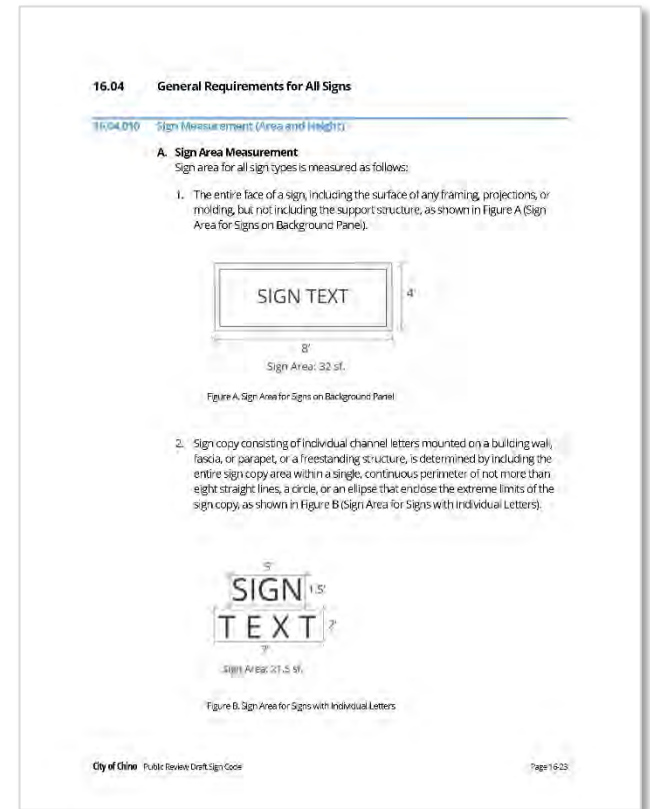 16.04 General Requirements for All Signs
16.04.010 Sign Measurement (Area and Height)
A. Sign Area Measurement
Sign area for all sign types is measured as follows:
1. The entire face of a sign, including the surface of any framing, projections, or
molding, but not including the support structure, as shown in Figure A (Sign
Area for Signs on Background Panel).
SIGN TEXT
4'
8'
Sign Area: 32 sf.
Figure A. Sign Area for Signs on Background Panel
2. Sign copy consisting of individual channel letters mounted on a building wall,
fascia, or parapet, or a freestanding structure, is determined by including the
entire sign copy area within a single, continuous perimeter of not more than
eight straight lines, a circle, or an ellipse that enclose the extreme limits of the
sign copy, as shown in Figure B (Sign Area for Signs with Individual Letters).
5'
SIGN 1.5'
TEXT 2'
7'
Sign Area: 21.5 sf.
Figure B. Sign Area for Signs with Individual Letters
City of Chino Public Review Draft Sign Code Page 16-23